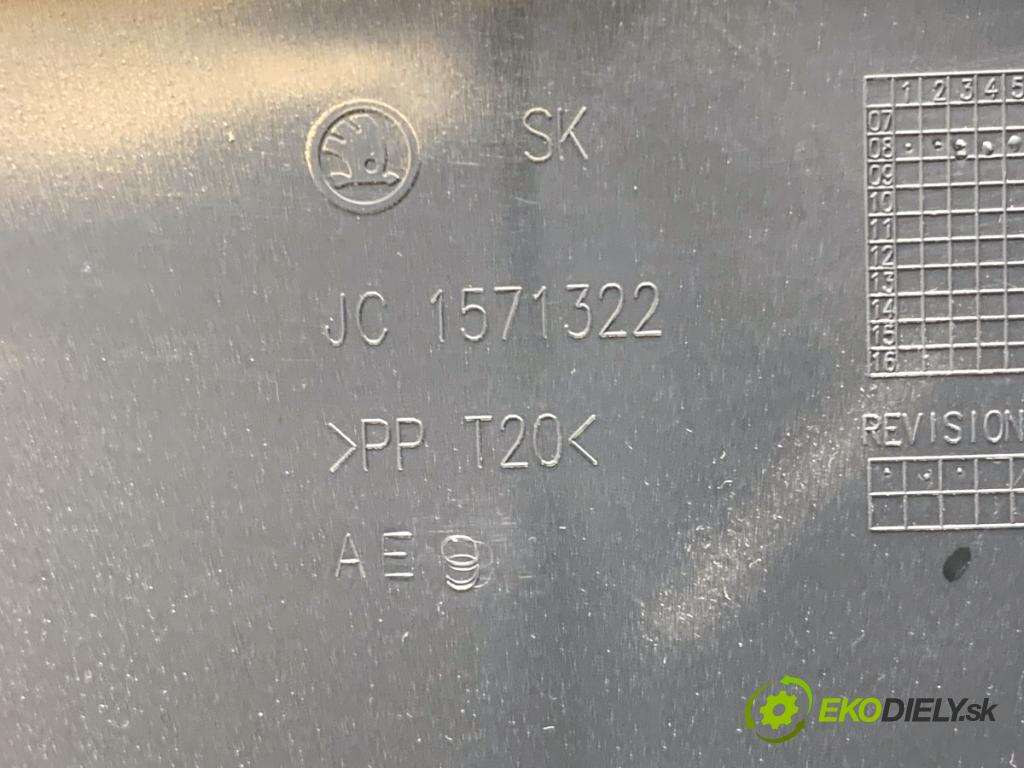 SK
JC 1571322
>PP T20<
AE
1 2 3 4 5
07
08
09
10
11
12
13
14
15
16
REVISION
EKODIELY.sk